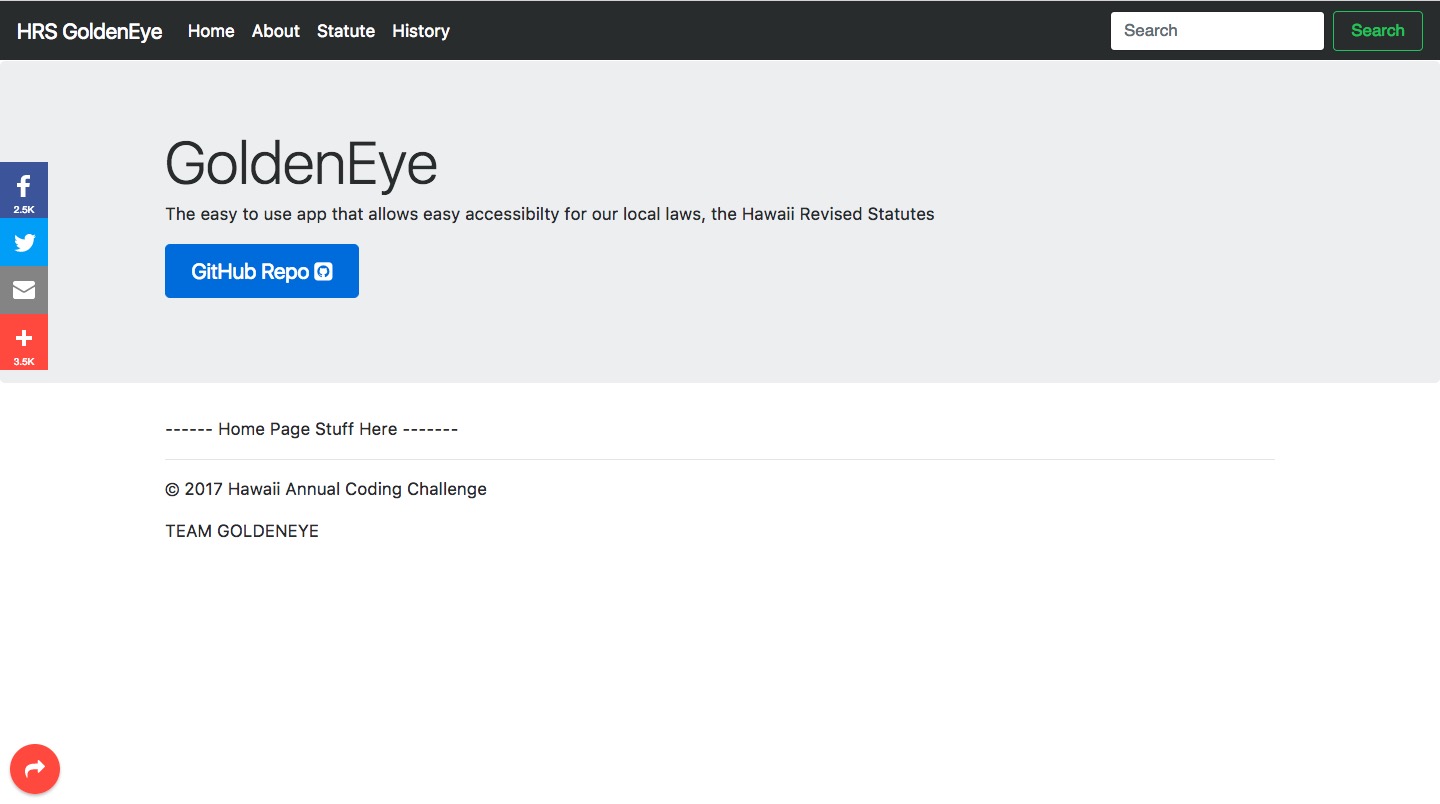 HRS GoldenEye Home About Statute History Search Search
GoldenEye
The easy to use app that allows easy accessibilty for our local laws, the Hawaii Revised Statutes
GitHub Repo
2.5K
3.5K
------ Home Page Stuff Here -------
© 2017 Hawaii Annual Coding Challenge
TEAM GOLDENEYE